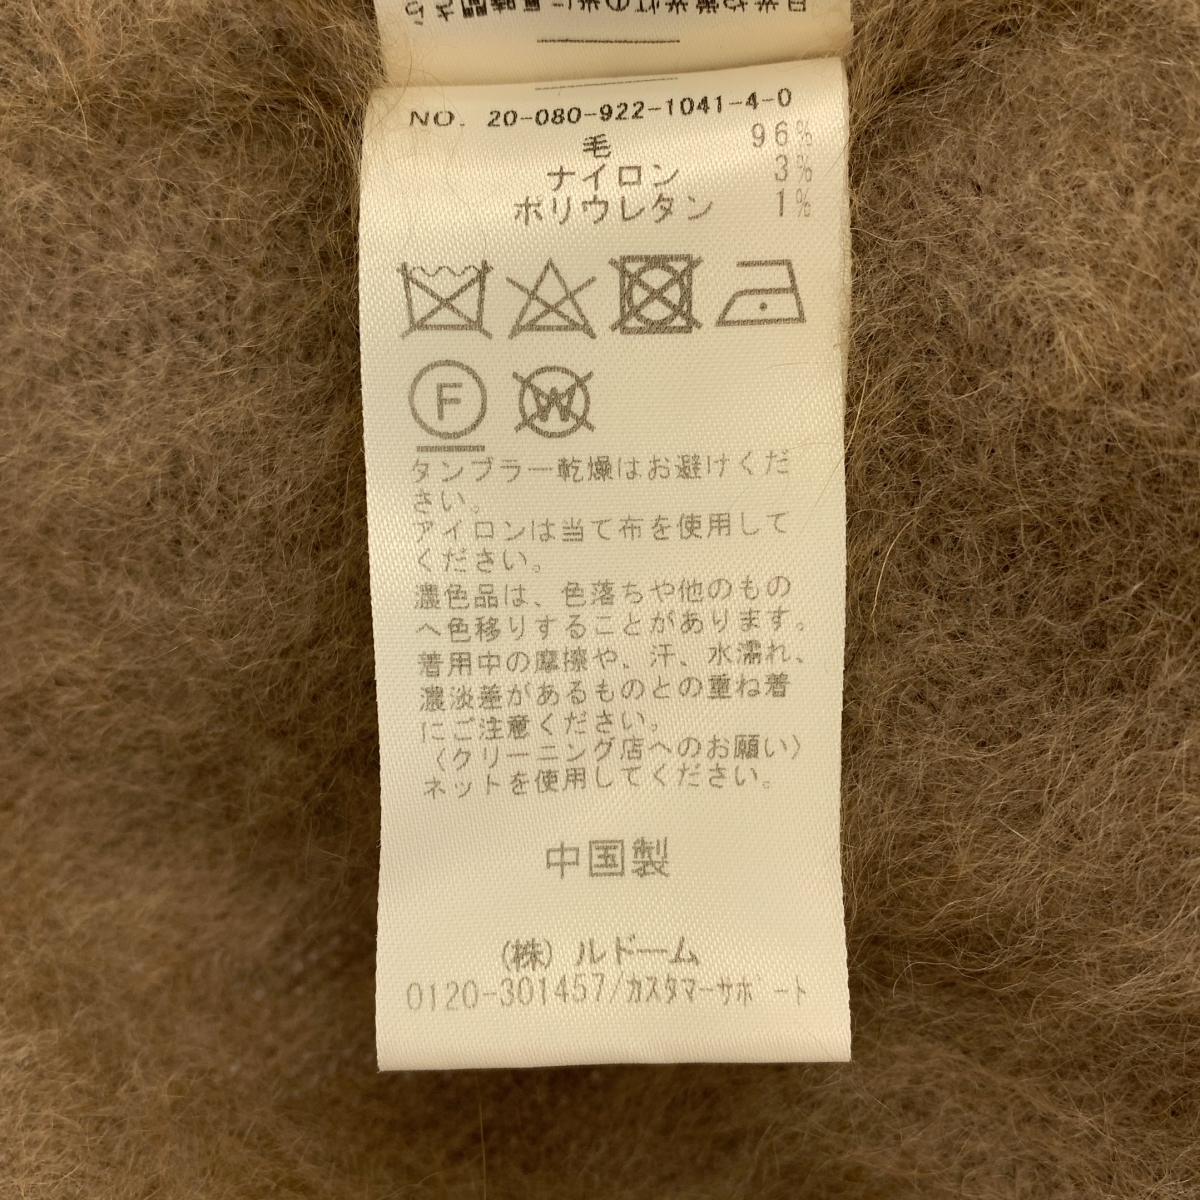 NO. 20-080-922-1041-4-0
毛 96%
ナイロン 3%
ポリウレタン 1%
F W
タンブラー乾燥はお避けくだ
さい。
アイロンは当て布を使用して
ください。
濃色品は、色落ちや他のもの
へ色移りすることがあります。
着用中の摩擦や、汗、水濡れ、
濃淡差があるものとの重ね着
にご注意ください。
〈クリーニング店へのお願い〉
ネットを使用してください。
中国製
(株) ルドーム
0120-301457/カスタマーサポート